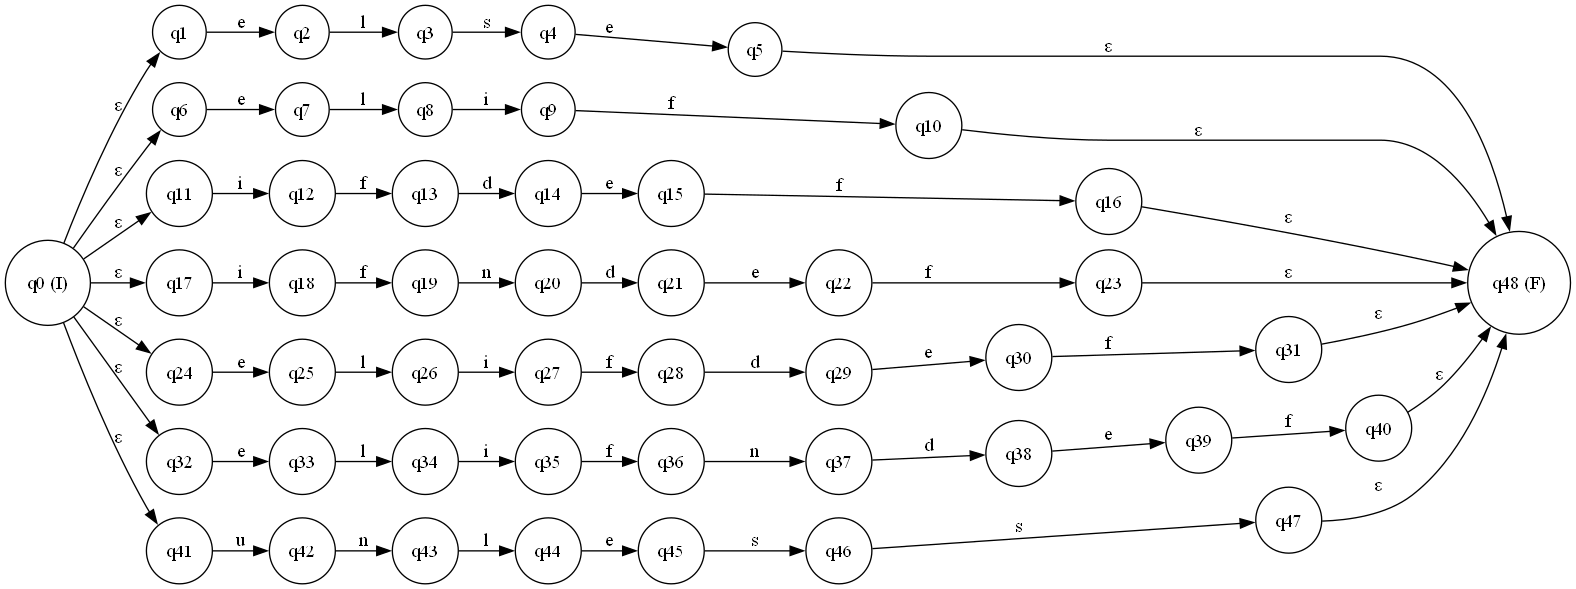 q0 (I) ε q1 e q2 l q3 s q4 e q5 ε
ε q6 e q7 l q8 i q9 f q10 ε
ε q11 i q12 f q13 d q14 e q15 f q16 ε
ε q17 i q18 f q19 n q20 d q21 e q22 f q23 ε q48 (F)
ε q24 e q25 l q26 i q27 f q28 d q29 e q30 f q31 ε
ε q32 e q33 l q34 i q35 f q36 n q37 d q38 e q39 f q40 ε
ε q41 u q42 n q43 l q44 e q45 s q46 s q47 ε